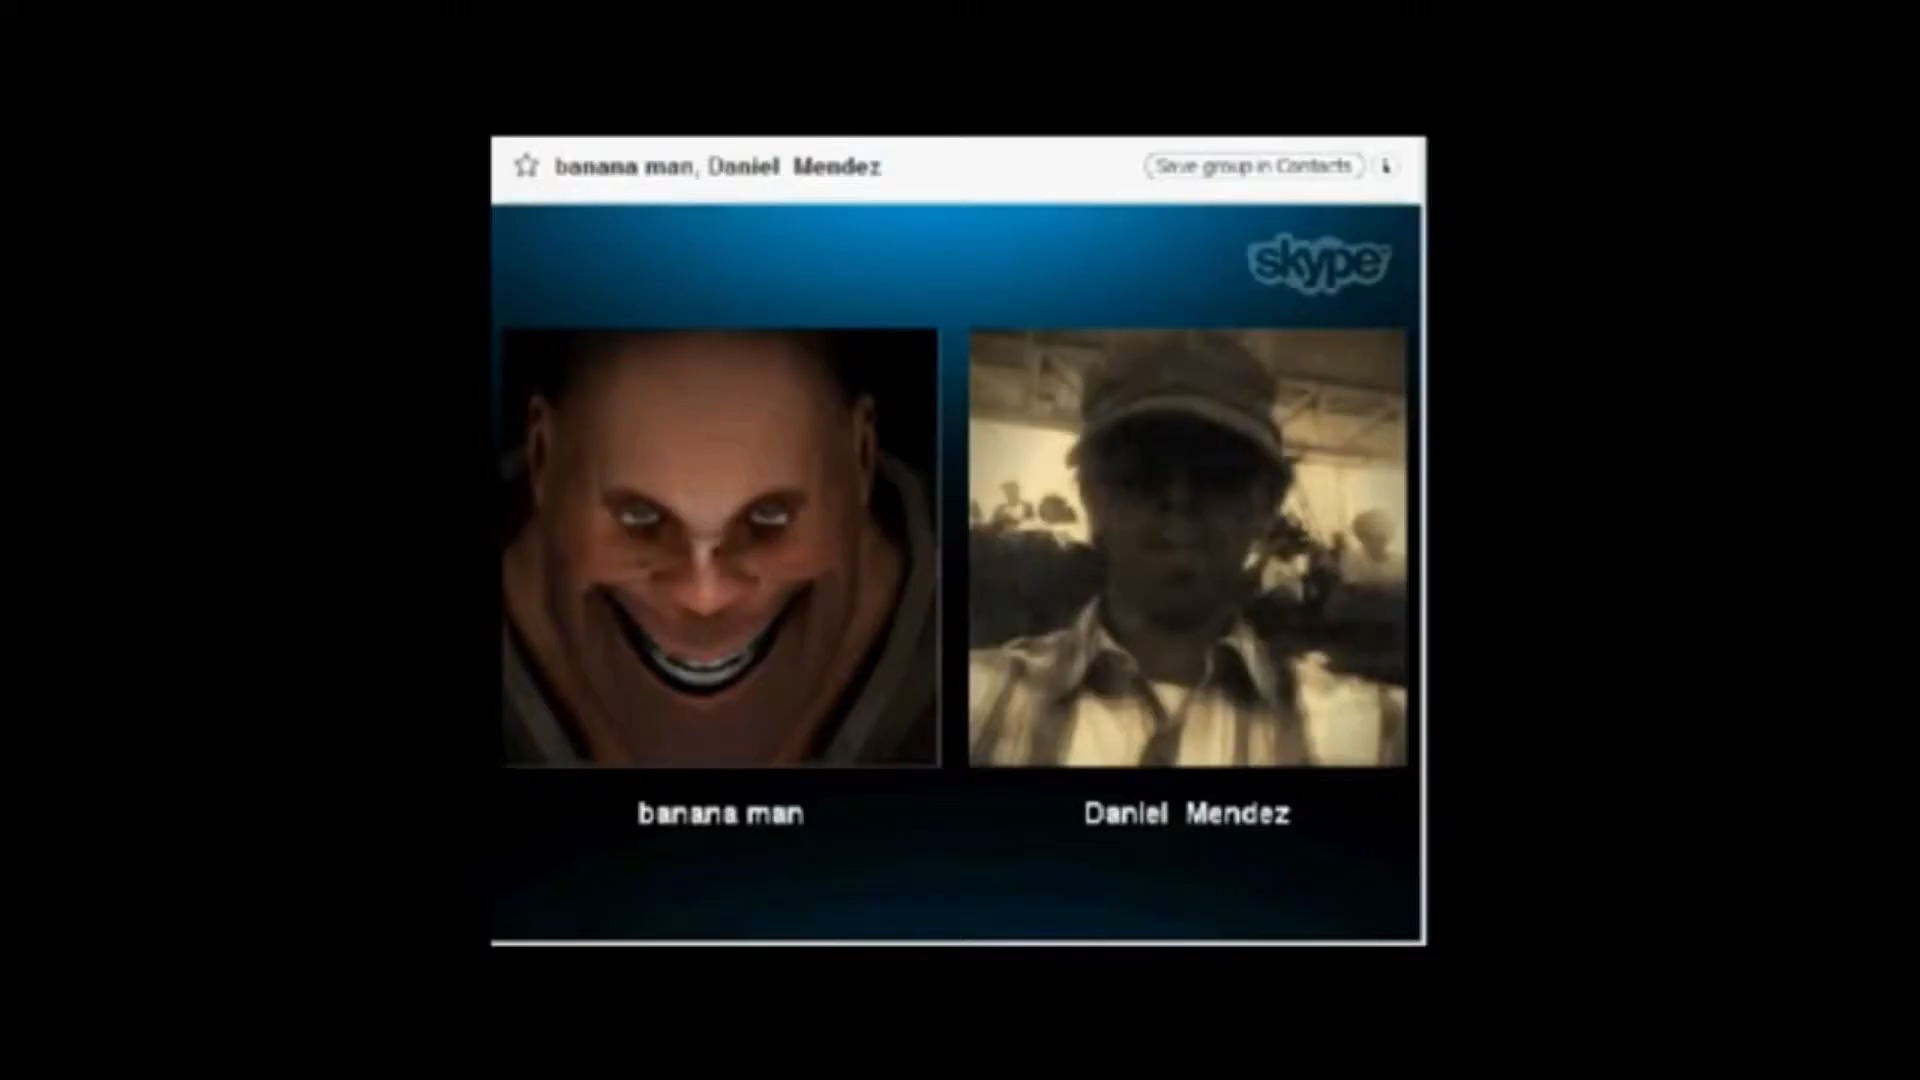 banana man, Daniel Mendez
Save group in Contacts
i
skype
banana man
Daniel Mendez